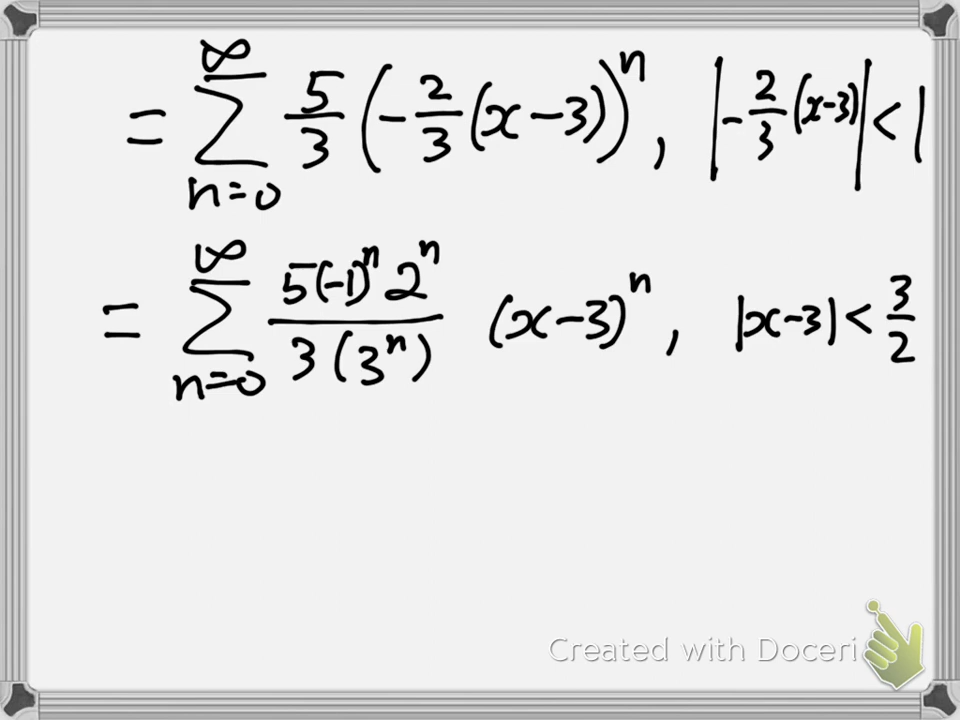 = ∞ Σ n=0 5/3 (-2/3 (x-3))^n , |-2/3 (x-3)| < 1
= ∞ Σ n=0 5(-1)^n 2^n / 3(3^n) (x-3)^n , |x-3| < 3/2
Created with Doceri